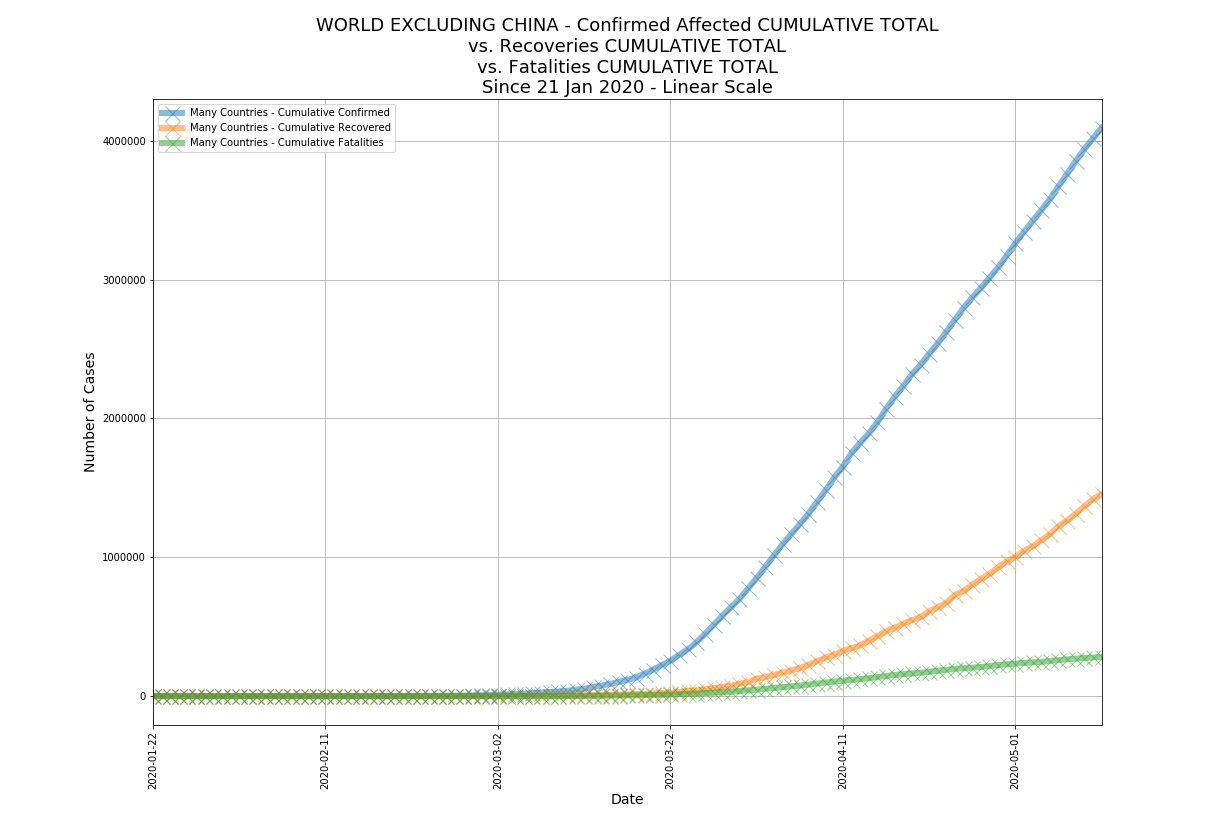 WORLD EXCLUDING CHINA - Confirmed Affected CUMULATIVE TOTAL
vs. Recoveries CUMULATIVE TOTAL
vs. Fatalities CUMULATIVE TOTAL
Since 21 Jan 2020 - Linear Scale
Many Countries - Cumulative Confirmed
Many Countries - Cumulative Recovered
Many Countries - Cumulative Fatalities
Number of Cases
4000000
3000000
2000000
1000000
0
2020-01-22
2020-02-11
2020-03-02
2020-03-22
2020-04-11
2020-05-01
Date